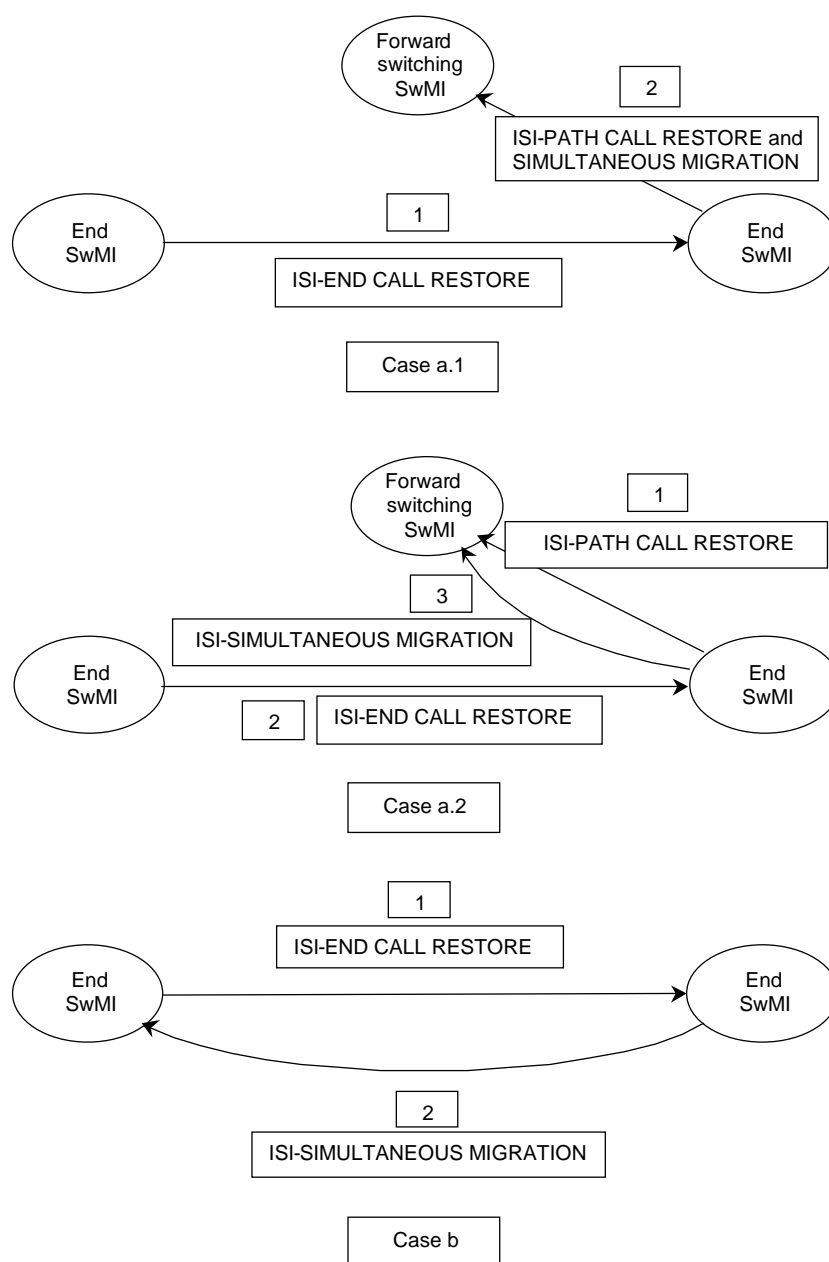 Forward
switching
SwMI
2
ISI-PATH CALL RESTORE and
SIMULTANEOUS MIGRATION
1
End
SwMI
End
SwMI
ISI-END CALL RESTORE
Case a.1
Forward
switching
SwMI
1
ISI-PATH CALL RESTORE
3
ISI-SIMULTANEOUS MIGRATION
End
SwMI
End
SwMI
2
ISI-END CALL RESTORE
Case a.2
1
ISI-END CALL RESTORE
End
SwMI
End
SwMI
2
ISI-SIMULTANEOUS MIGRATION
Case b